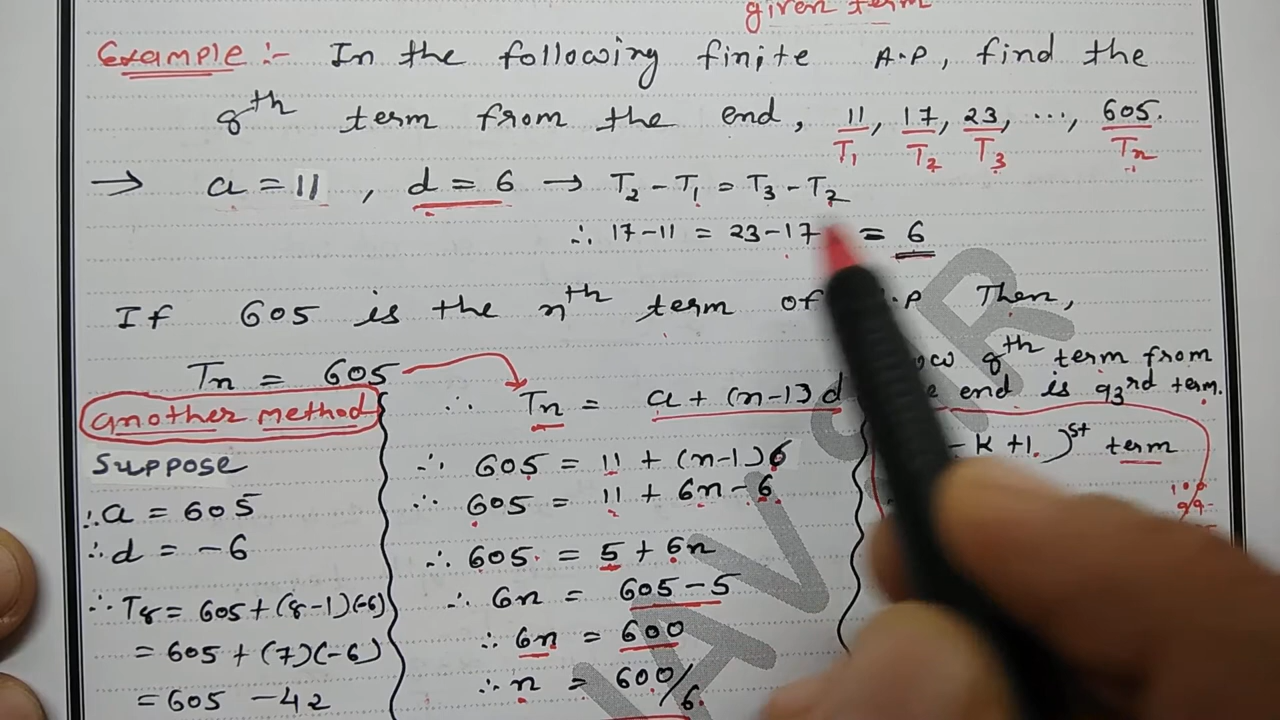 given term
Example :- In the following finite A.P, find the
8th term from the end, 11, 17, 23, ..., 605.
T1 T2 T3 Tn
⇒ a = 11 , d = 6 → T2 - T1 = T3 - T2
∴ 17-11 = 23-17 = 6
If 605 is the nth term of .P Then,
Tn = 605
another method
Suppose
∴ a = 605
∴ d = -6
∴ T8 = 605+(8-1)(-6)
= 605 + (7)(-6)
= 605 - 42
∴ Tn = a + (n-1) d
∴ 605 = 11 + (n-1)6
∴ 605 = 11 + 6n - 6
∴ 605 = 5 + 6n
∴ 6n = 605 - 5
∴ 6n = 600
∴ n = 600/6
8th term from
end is 93rd term.
- K +1)st term
100